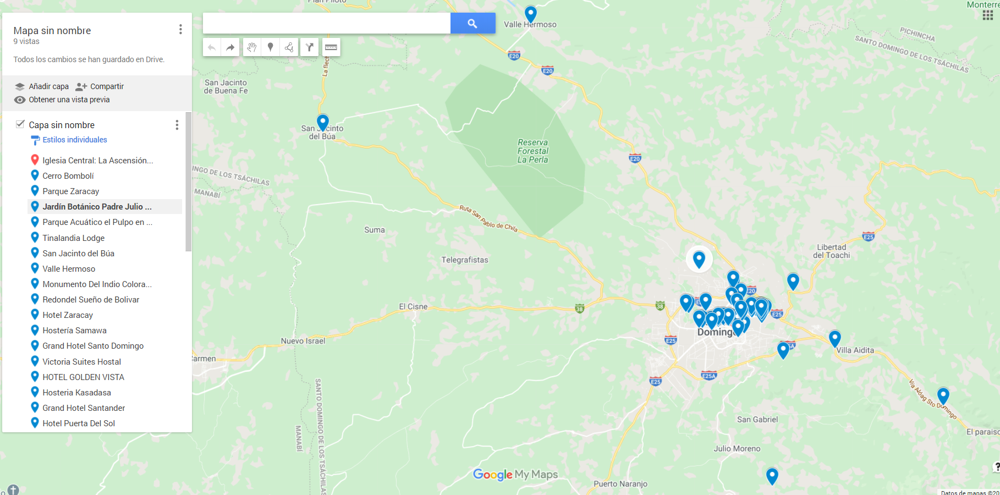 Mapa sin nombre
9 vistas
Todos los cambios se han guardado en Drive.
Añadir capa
Compartir
Obtener una vista previa
Capa sin nombre
Estilos individuales
Iglesia Central: La Ascensión...
Cerro Bombolí
Parque Zaracay
Jardín Botánico Padre Julio ...
Parque Acuático el Pulpo en ...
Tinalandia Lodge
San Jacinto del Búa
Valle Hermoso
Monumento Del Indio Colora...
Redondel Sueño de Bolivar
Hotel Zaracay
Hostería Samawa
Grand Hotel Santo Domingo
Victoria Suites Hostal
HOTEL GOLDEN VISTA
Hosteria Kasadasa
Grand Hotel Santander
Hotel Puerta Del Sol
Plan Piloto
Valle Hermoso
Monterre
PICHINCHA
SANTO DOMINGO DE LOS TSÁCHILAS
E20
E20
La flech
San Jacinto
de Buena Fe
San Jacinto
del Búa
Reserva
Forestal
La Perla
E20
INGO DE LOS TSÁCHILAS
MANABÍ
Ruta San Pablo de Chila
Suma
Telegrafistas
Libertad
del Toachi
E25
E20
El Cisne
38
38
E25
Domingo
E25
Nuevo Israel
Carmen
Villa Aidita
E25A
E25
SANTO DOMINGO DE LOS TSÁCHILAS
MANABÍ
Vía Alóag Sto Domingo
San Gabriel
El paraiso
Julio Moreno
Google My Maps
Puerto Naranjo
?
Datos de mapas ©20